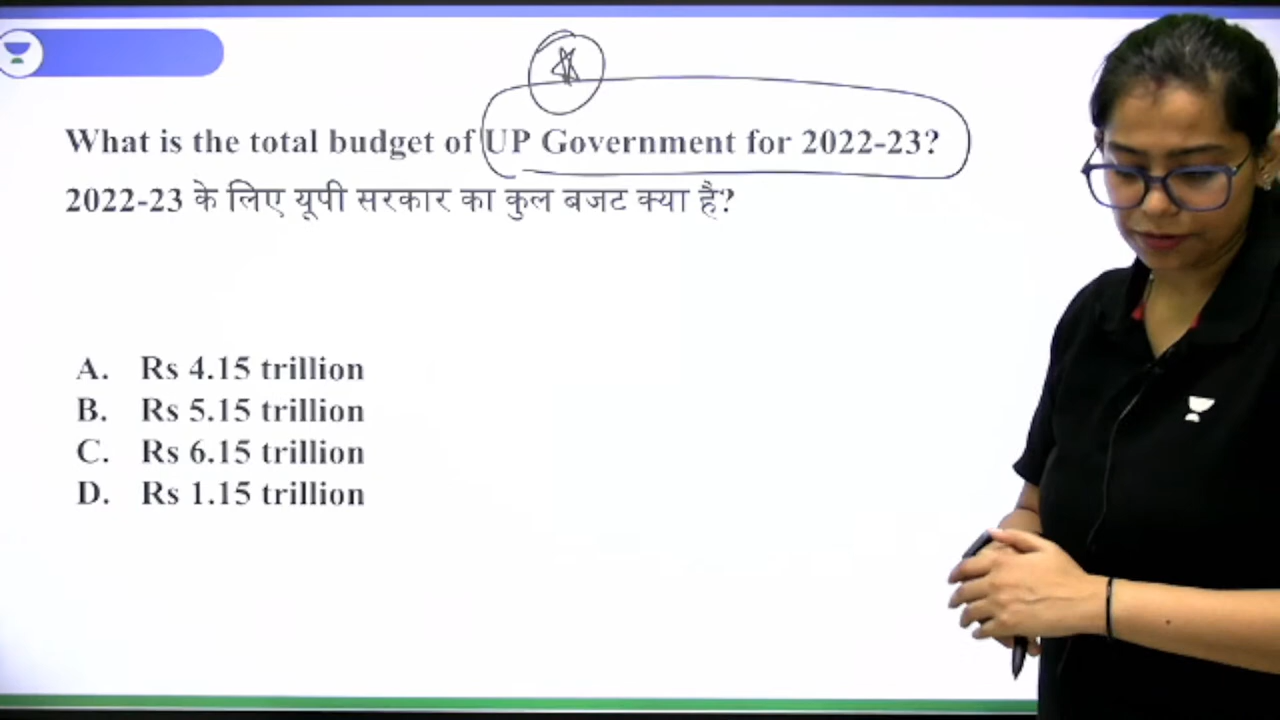 What is the total budget of UP Government for 2022-23?
2022-23 के लिए यूपी सरकार का कुल बजट क्या है?
A. Rs 4.15 trillion
B. Rs 5.15 trillion
C. Rs 6.15 trillion
D. Rs 1.15 trillion